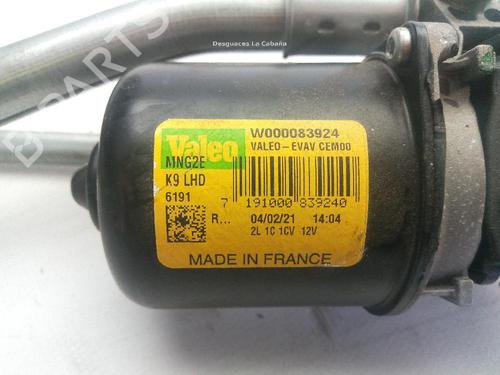 Desguaces La Cabaña
B-PARTS
Valeo
W000083924
VALEO-EVAV CEM00
MNG2E
K9 LHD
6191
7 191000 839240
R... 04/02/21 14:04
2L 1C 1CV 12V
MADE IN FRANCE